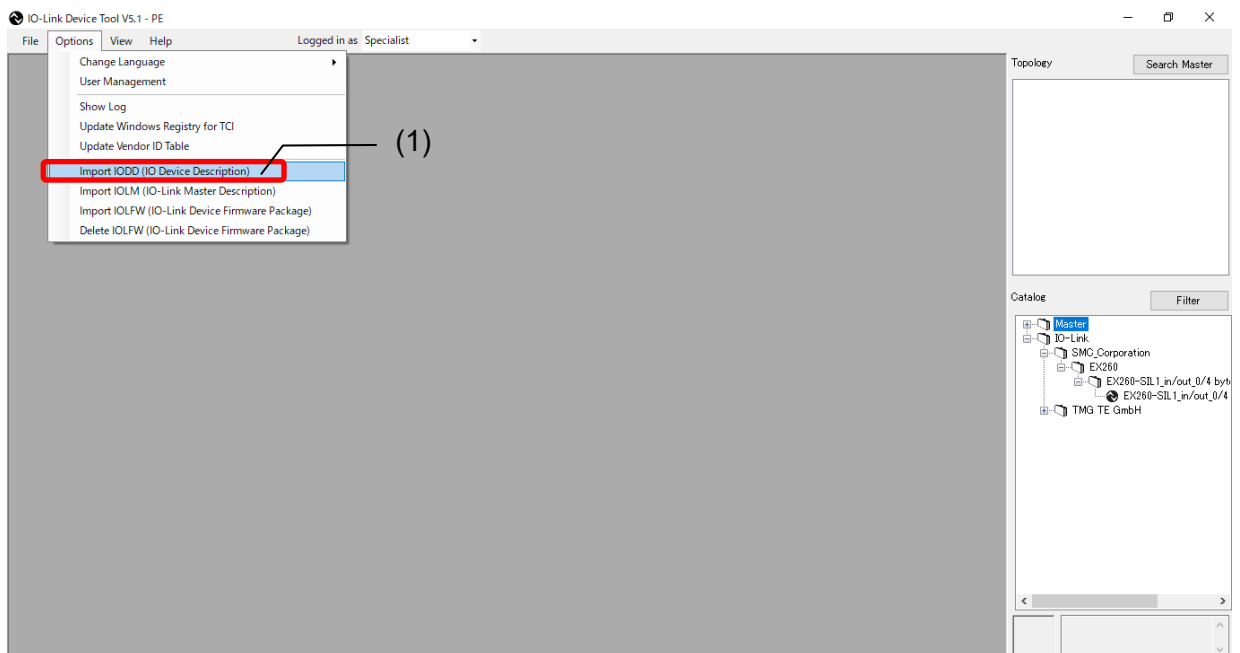 IO-Link Device Tool V5.1 - PE
File Options View Help Logged in as Specialist
Change Language
User Management
Show Log
Update Windows Registry for TCI
Update Vendor ID Table
(1)
Import IODD (IO Device Description)
Import IOLM (IO-Link Master Description)
Import IOLFW (IO-Link Device Firmware Package)
Delete IOLFW (IO-Link Device Firmware Package)
Topology Search Master
Catalog Filter
Master
IO-Link
SMC_Corporation
EX260
EX260-SIL1_in/out_0/4 byt
EX260-SIL1_in/out_0/4
TMG TE GmbH